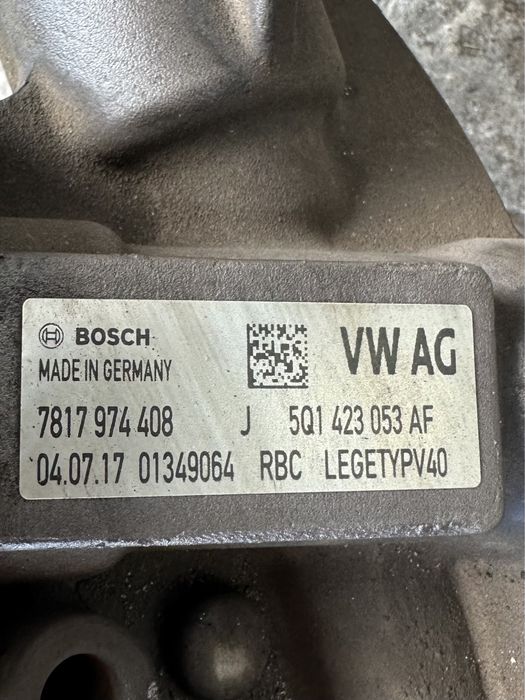 BOSCH
MADE IN GERMANY
VW AG
7817 974 408 J 5Q1 423 053 AF
04.07.17 01349064 RBC LEGETYPV40